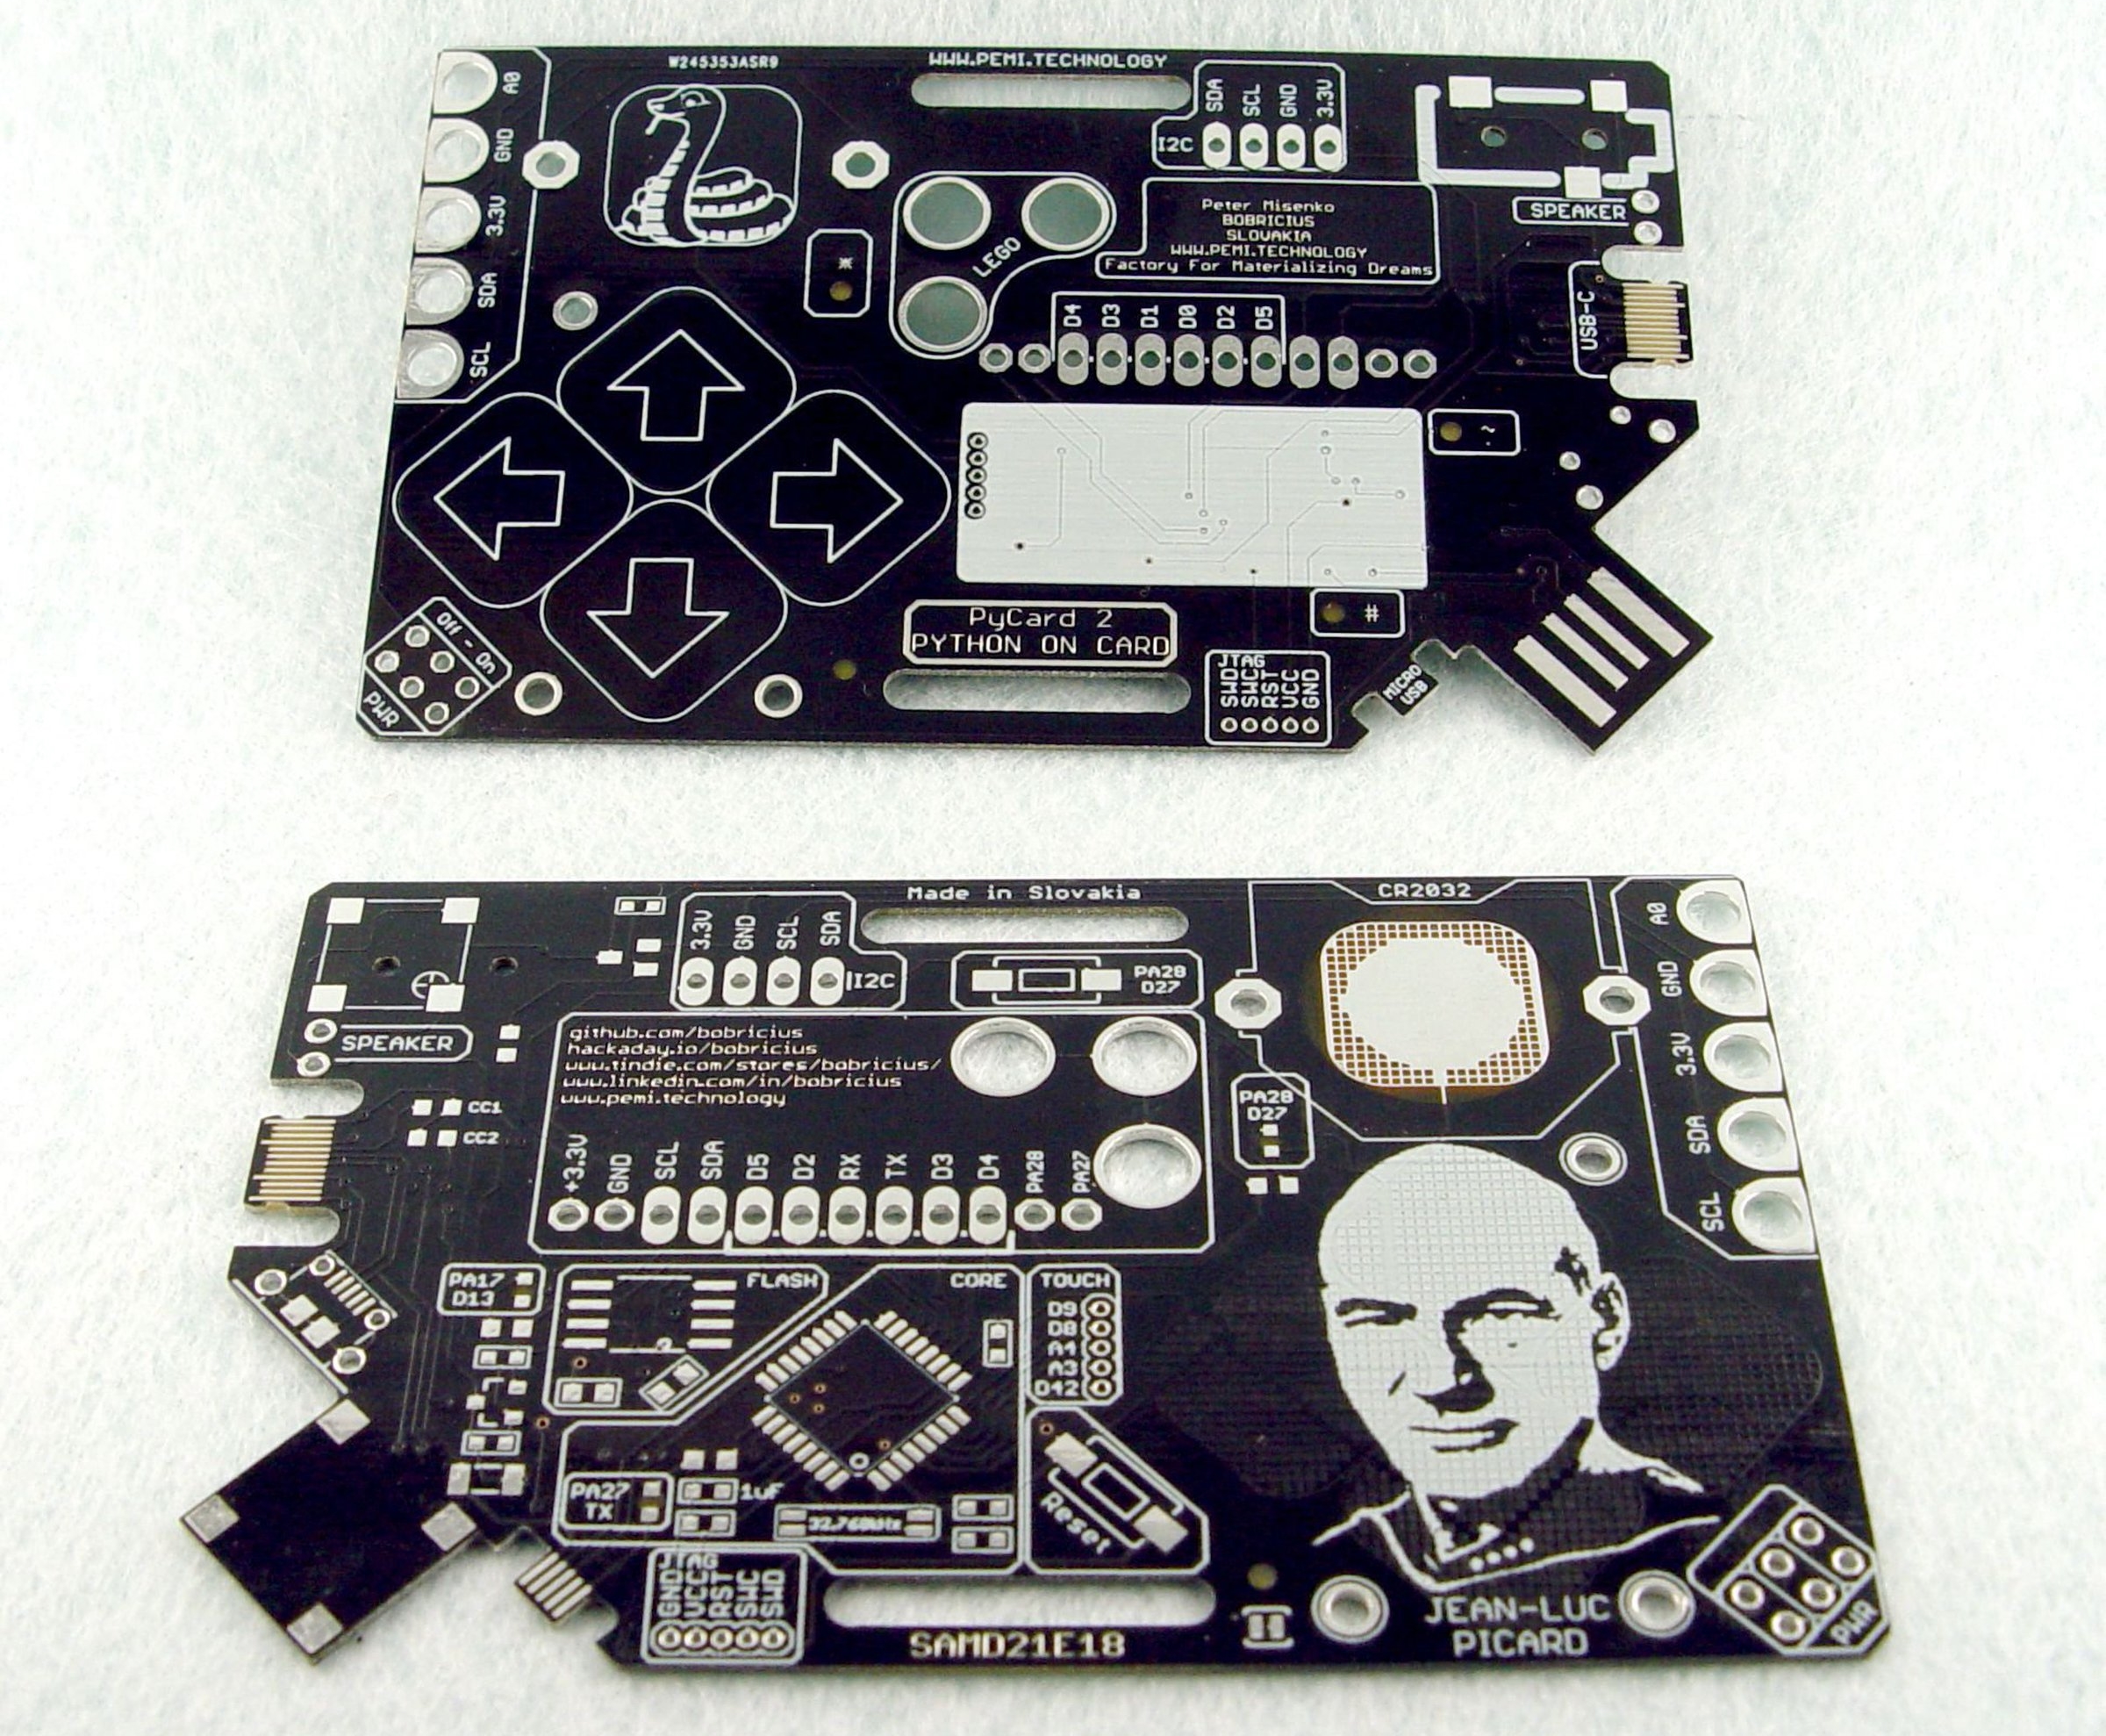 W245353ASR9
WWW.PEMI.TECHNOLOGY
A0
GND
3.3V
SDA
SCL
SDA
SCL
GND
3.3V
I2C
SPEAKER
Peter Misenko
BOBRICIUS
SLOVAKIA
WWW.PEMI.TECHNOLOGY
Factory For Materializing Dreams
LEGO
*
USB-C
D4
D3
D1
D0
D2
D5
~
#
PyCard 2
PYTHON ON CARD
Off - On
PWR
JTAG
SWD
SWC
RST
VCC
GND
MICRO
USB
Made in Slovakia
CR2032
3.3V
GND
SCL
SDA
I2C
PA28
D27
A0
GND
3.3V
SDA
SCL
SPEAKER
github.com/bobricius
hackaday.io/bobricius
www.tindie.com/stores/bobricius/
www.linkedin.com/in/bobricius
www.pemi.technology
CC1
CC2
PA28
D27
+3.3V
GND
SCL
SDA
D5
D2
RX
TX
D3
D4
PA28
PA27
PA17
D13
FLASH
CORE
TOUCH
D9
D8
A4
A3
D12
PA27
TX
1uF
32.768kHz
Reset
JTAG
GND
VCC
RST
SWC
SWD
SAMD21E18
JEAN-LUC
PICARD
PWR